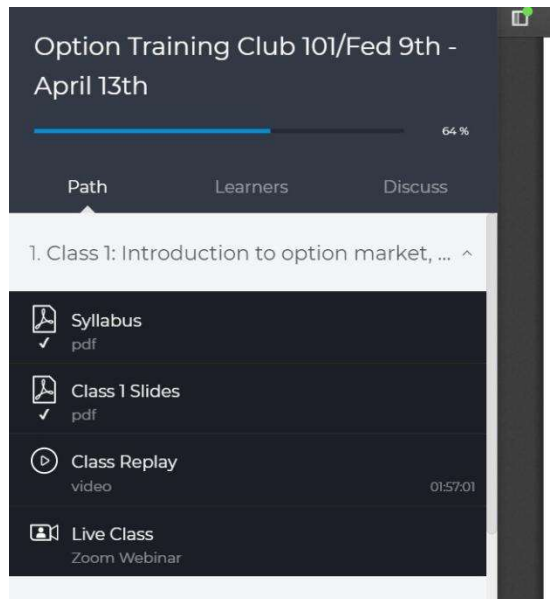 Option Training Club 101/Fed 9th -
April 13th
64 %
Path Learners Discuss
1. Class 1: Introduction to option market, ...
Syllabus
pdf
Class 1 Slides
pdf
Class Replay
video 01:57:01
Live Class
Zoom Webinar